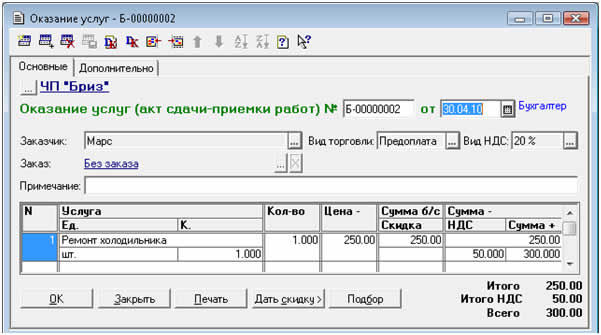 Оказание услуг - Б-00000002
Основные Дополнительно
... ЧП "Бриз"
Оказание услуг (акт сдачи-приемки работ) № Б-00000002 от 30.04.10 Бухгалтер
Заказчик: Марс ... Вид торговли: Предоплата ... Вид НДС: 20 % ...
Заказ: Без заказа ...
Примечание:
N Услуга Кол-во Цена - Сумма б/с Сумма -
Ед. К. Скидка НДС Сумма +
1 Ремонт холодильника 1.000 250.00 250.00 250.00
шт. 1.000 50.000 300.000
Итого 250.00
OK Закрыть Печать Дать скидку > Подбор Итого НДС 50.00
Всего 300.00